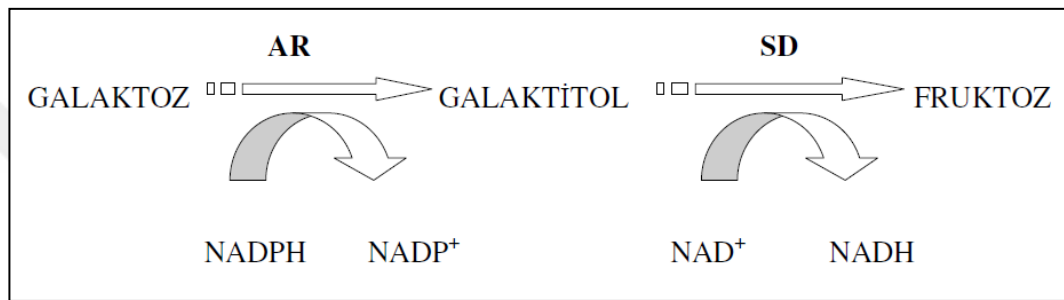 AR SD
GALAKTOZ GALAKTİTOL FRUKTOZ
NADPH NADP⁺ NAD⁺ NADH